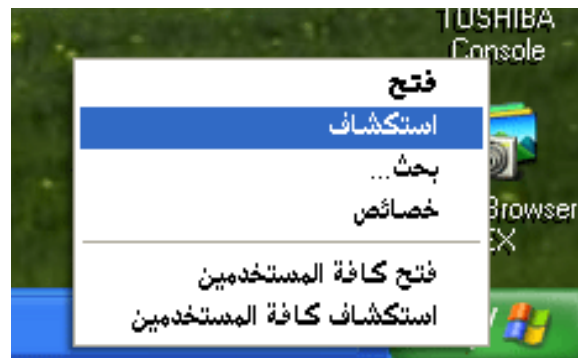 TOSHIBA
Console
فتح
استكشاف
بحث...
خصائص
Browser
EX
فتح كافة المستخدمين
استكشاف كافة المستخدمين